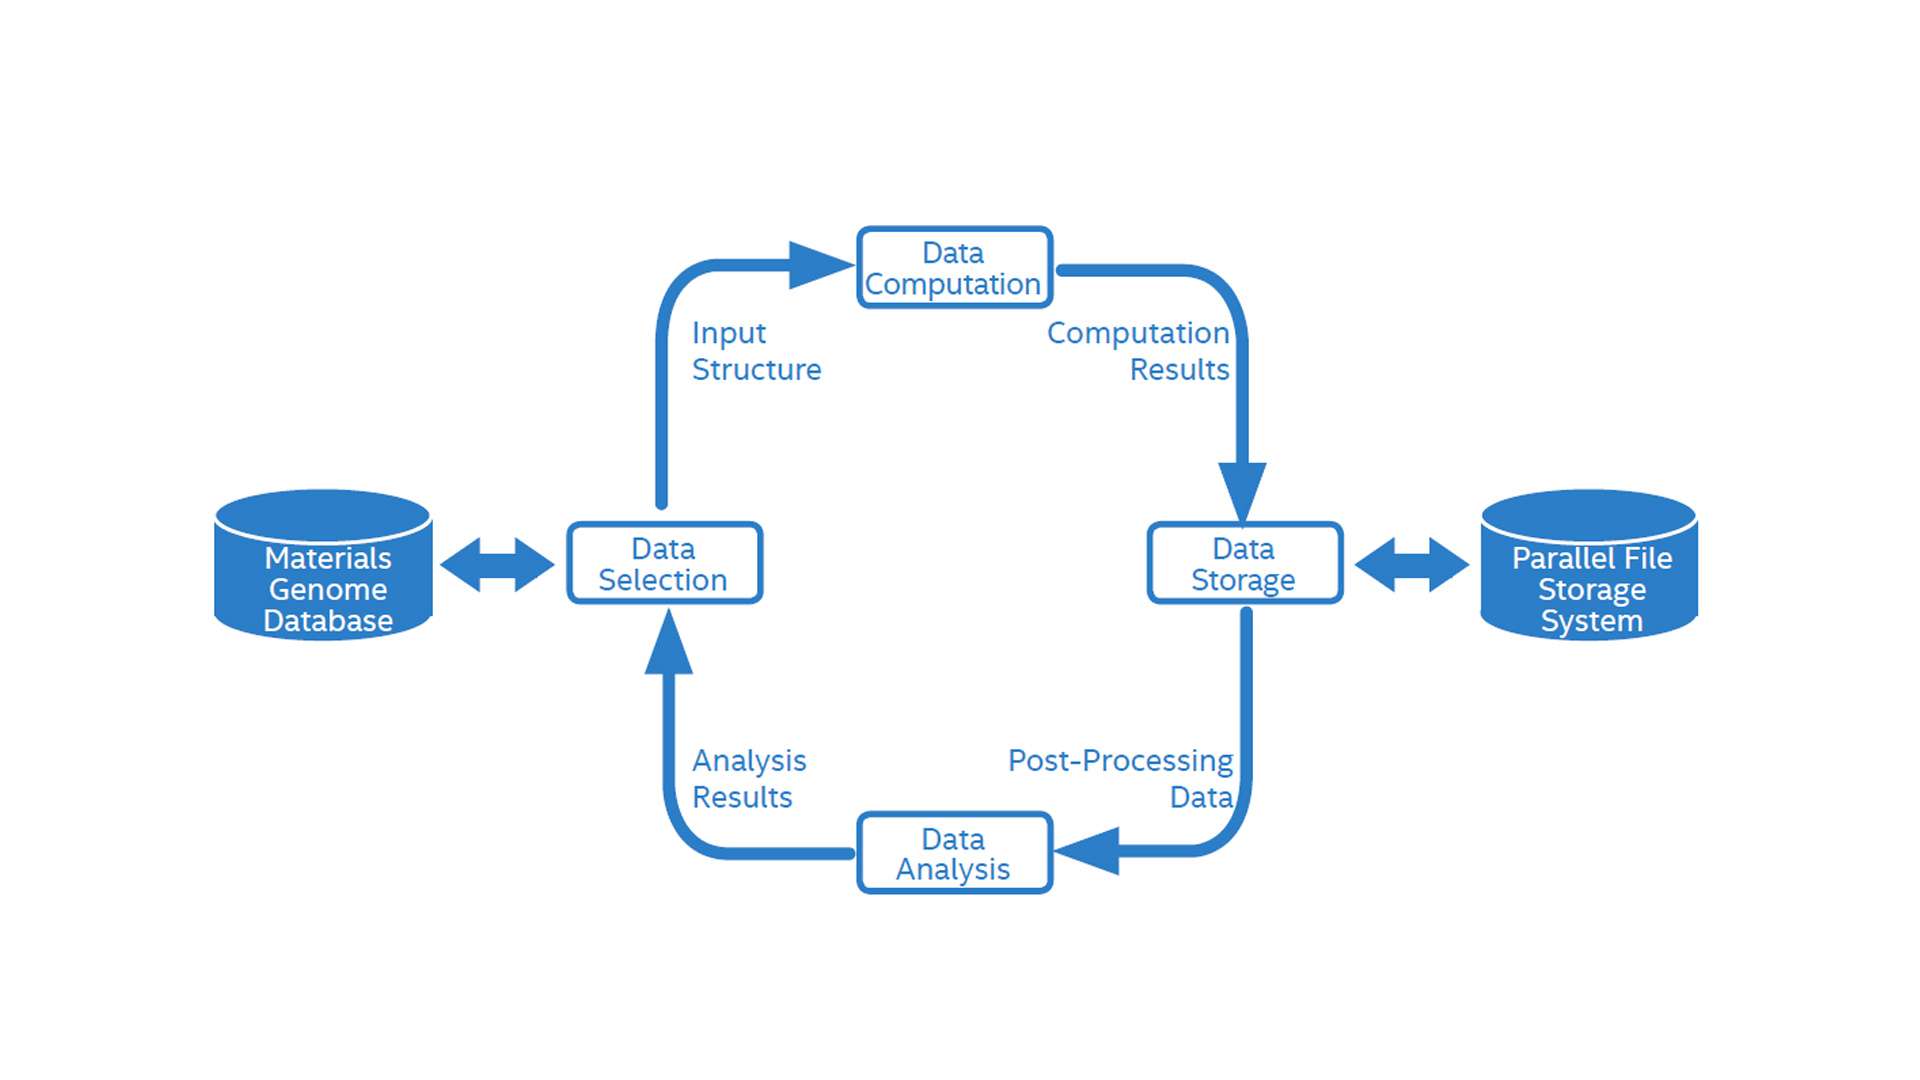 Data
Computation
Input
Structure
Computation
Results
Materials
Genome
Database
Data
Selection
Data
Storage
Parallel File
Storage
System
Analysis
Results
Post-Processing
Data
Data
Analysis